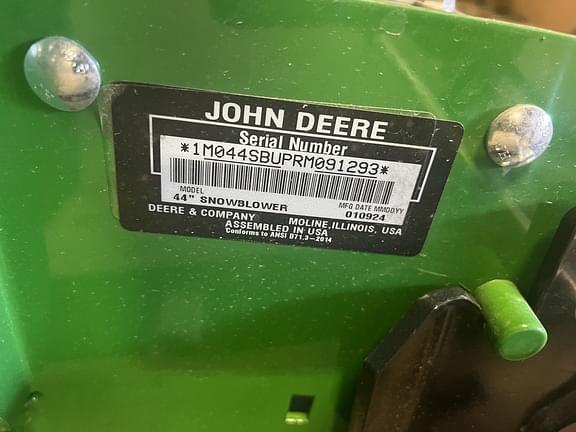 JOHN DEERE
Serial Number
*1M044SBUPRM091293*
MODEL MFG DATE MMDDYY
44" SNOWBLOWER 010924
DEERE & COMPANY MOLINE, ILLINOIS, USA
ASSEMBLED IN USA
Conforms to ANSI B71.3-2014